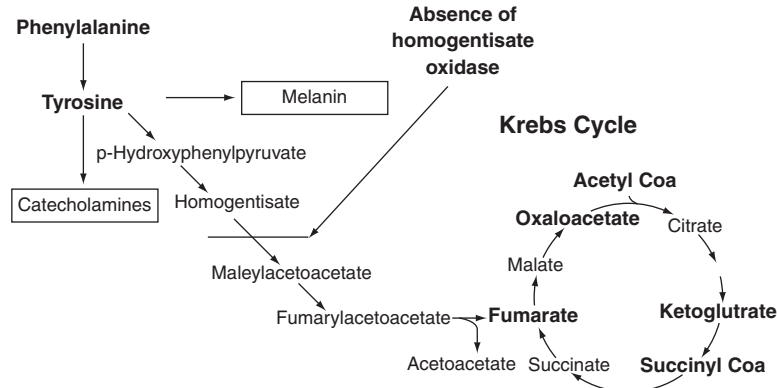 Phenylalanine
Absence of
homogentisate
oxidase
Tyrosine
Melanin
Krebs Cycle
p-Hydroxyphenylpyruvate
Catecholamines
Homogentisate
Acetyl Coa
Oxaloacetate
Citrate
Malate
Maleylacetoacetate
Fumarylacetoacetate
Fumarate
Ketoglutrate
Acetoacetate
Succinate
Succinyl Coa